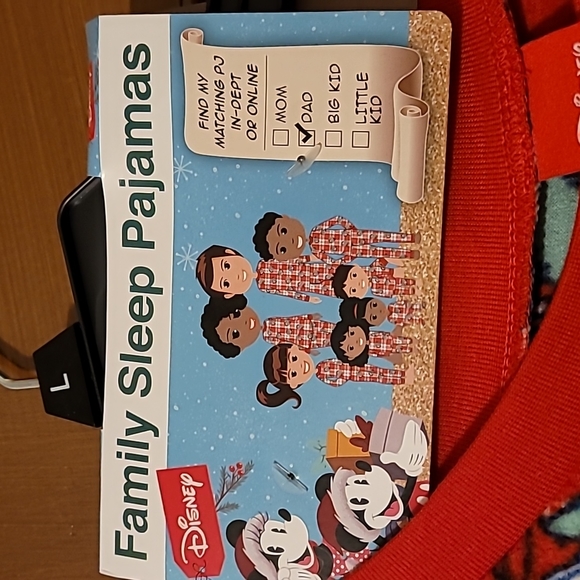 Family Sleep Pajamas
FIND MY
MATCHING PJ
IN-DEPT
OR ONLINE
MOM
DAD
BIG KID
LITTLE
KID
DISNEY
L